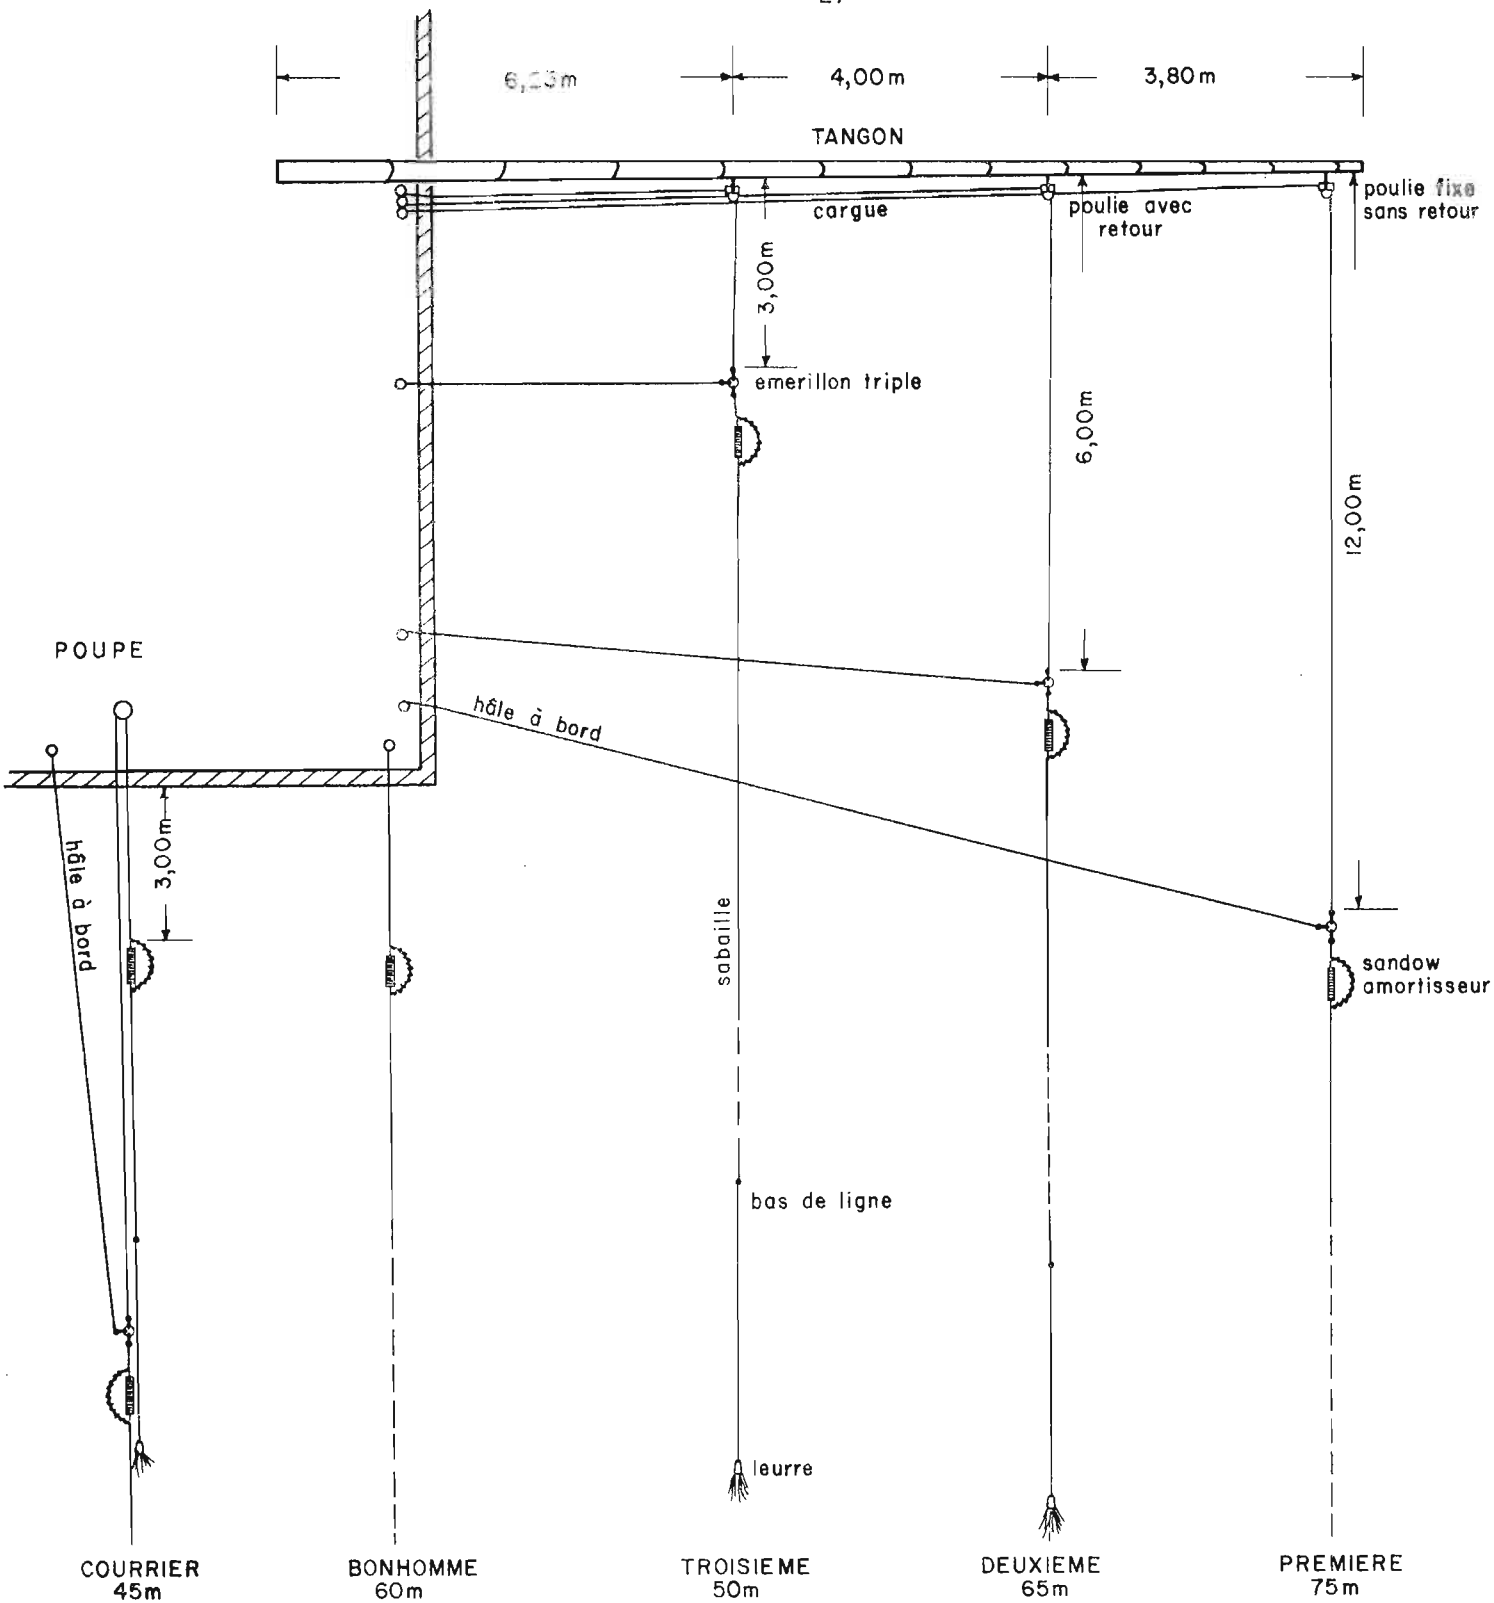 4,00m
3,80m
TANGON
cargue
poulie avec
retour
poulie fixe
sans retour
3,00m
emerillon triple
6,00m
12,00m
POUPE
hâle à bord
hâle à bord
3,00m
sabaille
sandow
amortisseur
bas de ligne
leurre
COURRIER
45m
BONHOMME
60m
TROISIEME
50m
DEUXIEME
65m
PREMIERE
75m